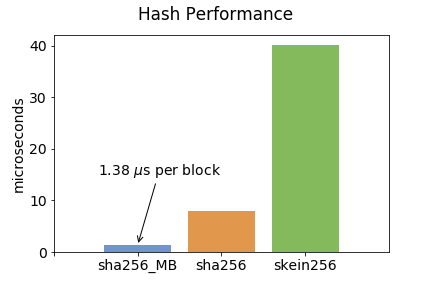 Hash Performance
40
30
20
10
0
microseconds
1.38 μs per block
sha256_MB
sha256
skein256